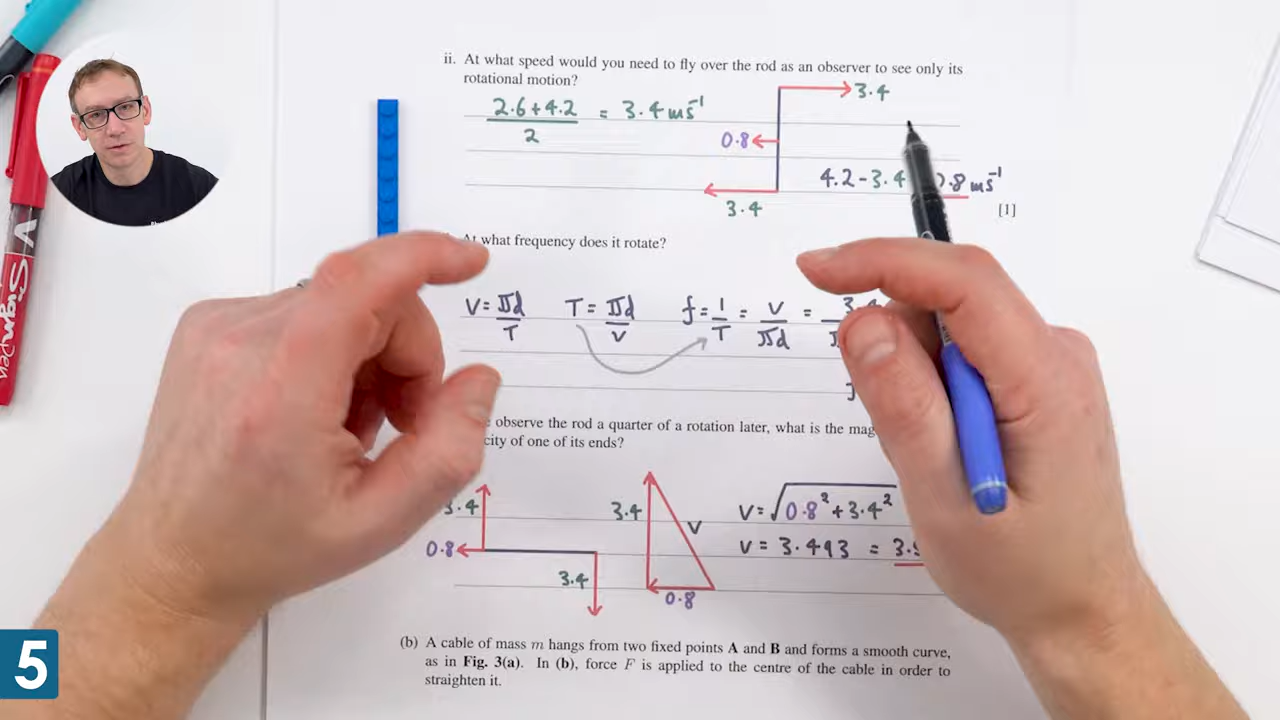 ii. At what speed would you need to fly over the rod as an observer to see only its
rotational motion?
2.6+4.2 / 2 = 3.4 ms⁻¹
3.4
0.8
4.2-3.4 0.8 ms⁻¹
3.4
[1]
At what frequency does it rotate?
V = πd / T T = πd / V f = 1 / T = V / πd =
observe the rod a quarter of a rotation later, what is the
of one of its ends?
3.4 3.4 V V = √0.8² + 3.4²
0.8 V = 3.493 =
3.4
0.8
(b) A cable of mass m hangs from two fixed points A and B and forms a smooth curve,
as in Fig. 3(a). In (b), force F is applied to the centre of the cable in order to
straighten it.
5
Sigma Pen